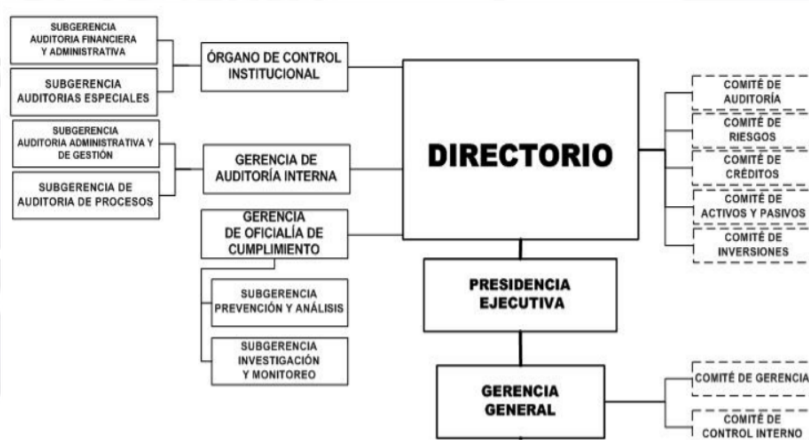 SUBGERENCIA
AUDITORIA FINANCIERA
Y ADMINISTRATIVA
SUBGERENCIA
AUDITORIAS ESPECIALES
ÓRGANO DE CONTROL
INSTITUCIONAL
SUBGERENCIA
AUDITORIA ADMINISTRATIVA Y
DE GESTIÓN
SUBGERENCIA DE
AUDITORIA DE PROCESOS
GERENCIA DE
AUDITORÍA INTERNA
GERENCIA
DE OFICIALÍA DE
CUMPLIMIENTO
SUBGERENCIA
PREVENCIÓN Y ANÁLISIS
SUBGERENCIA
INVESTIGACIÓN
Y MONITOREO
DIRECTORIO
COMITÉ DE
AUDITORÍA
COMITÉ DE
RIESGOS
COMITÉ DE
CRÉDITOS
COMITÉ DE
ACTIVOS Y PASIVOS
COMITÉ DE
INVERSIONES
PRESIDENCIA
EJECUTIVA
GERENCIA
GENERAL
COMITÉ DE GERENCIA
COMITÉ DE
CONTROL INTERNO